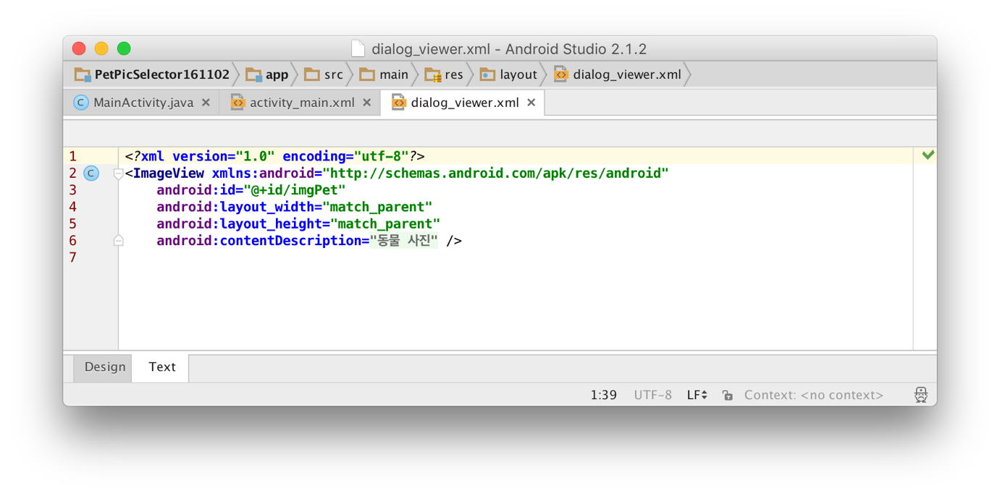 dialog_viewer.xml - Android Studio 2.1.2
PetPicSelector161102 app src main res layout dialog_viewer.xml
C MainActivity.java activity_main.xml dialog_viewer.xml
1 <?xml version="1.0" encoding="utf-8"?>
2 C <ImageView xmlns:android="http://schemas.android.com/apk/res/android"
3 android:id="@+id/imgPet"
4 android:layout_width="match_parent"
5 android:layout_height="match_parent"
6 android:contentDescription="동물 사진" />
7
Design Text
1:39 UTF-8 LF Context: <no context>